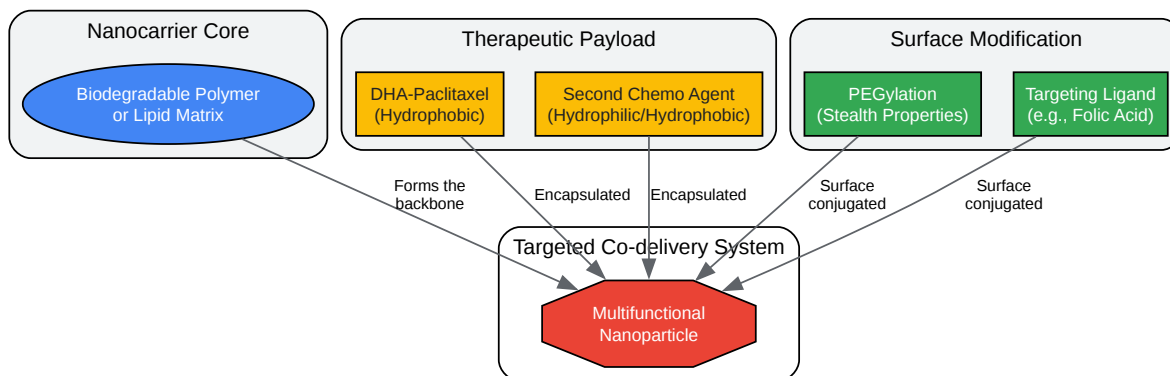 Nanocarrier Core
Therapeutic Payload
Surface Modification
Biodegradable Polymer
or Lipid Matrix
DHA-Paclitaxel
(Hydrophobic)
Second Chemo Agent
(Hydrophilic/Hydrophobic)
PEGylation
(Stealth Properties)
Targeting Ligand
(e.g., Folic Acid)
Forms the
backbone
Encapsulated
Encapsulated
Surface
conjugated
Surface
conjugated
Targeted Co-delivery System
Multifunctional
Nanoparticle